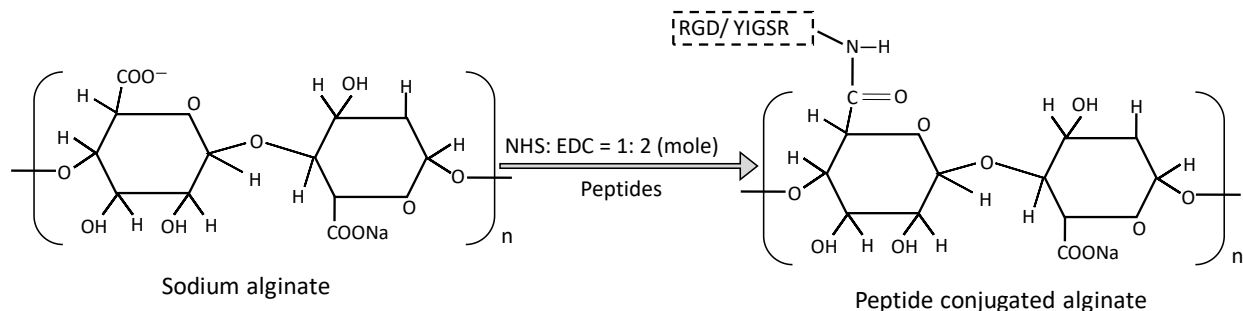 RGD/ YIGSR
N—H
COO−
H
OH
H
C
O
H
O
H
H
O
H
OH
H
H
O
NHS: EDC = 1: 2 (mole)
H
O
H
O
H
O
H
H
O
Peptides
O
H
H
O
OH
OH
H
COONa
n
OH
OH
H
COONa
n
Sodium alginate
Peptide conjugated alginate